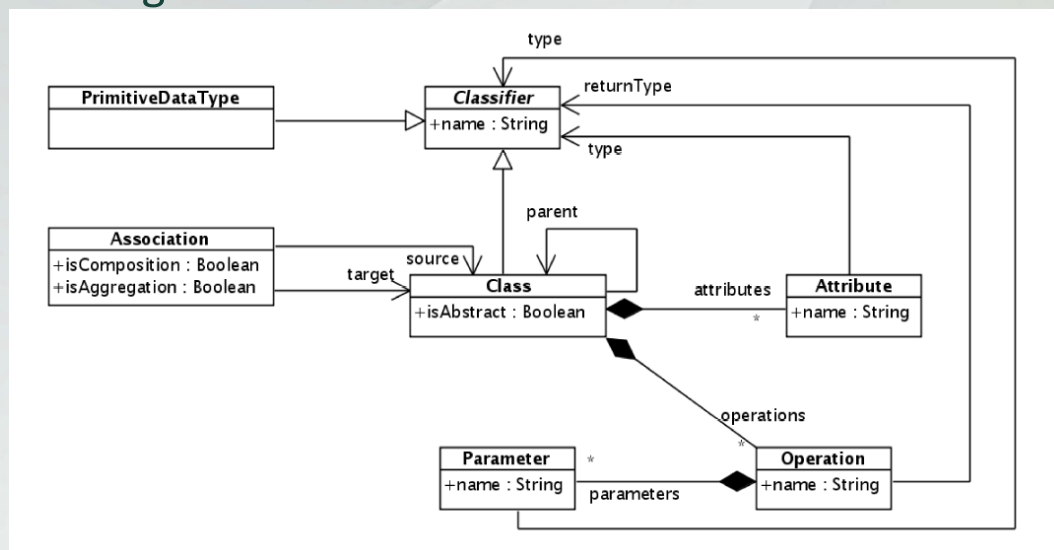 type
PrimitiveDataType
Classifier
+name : String
returnType
type
parent
Association
+isComposition : Boolean
+isAggregation : Boolean
source
target
Class
+isAbstract : Boolean
attributes
*
Attribute
+name : String
operations
*
Parameter
+name : String
*
parameters
Operation
+name : String